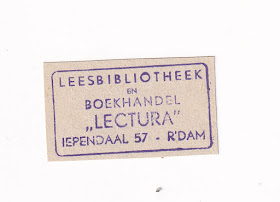 LEESBIBLIOTHEEK
EN
BOEKHANDEL
„LECTURA”
IEPENDAAL 57 - R'DAM